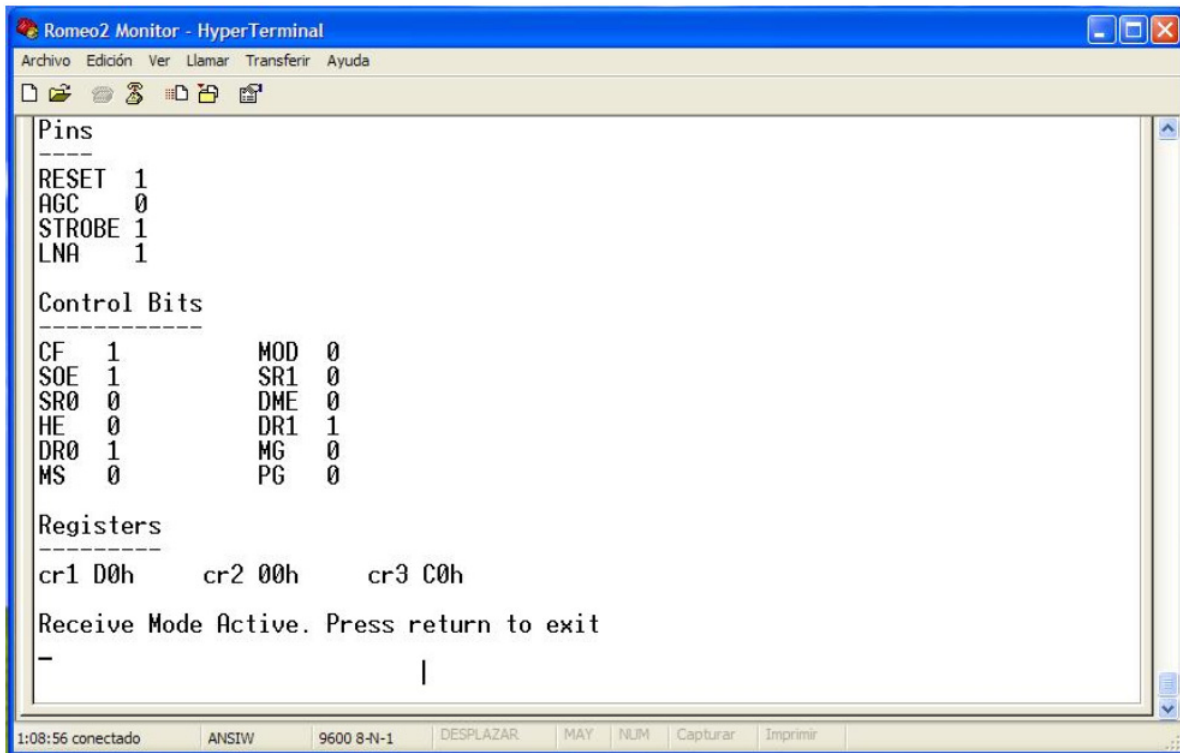 Romeo2 Monitor - HyperTerminal
Archivo Edición Ver Llamar Transferir Ayuda
Pins
----
RESET 1
AGC 0
STROBE 1
LNA 1
Control Bits
------------
CF 1 MOD 0
SOE 1 SR1 0
SR0 0 DME 0
HE 0 DR1 1
DR0 1 MG 0
MS 0 PG 0
Registers
---------
cr1 D0h cr2 00h cr3 C0h
Receive Mode Active. Press return to exit
1:08:56 conectado ANSIW 9600 8-N-1 DESPLAZAR MAY NUM Capturar Imprimir